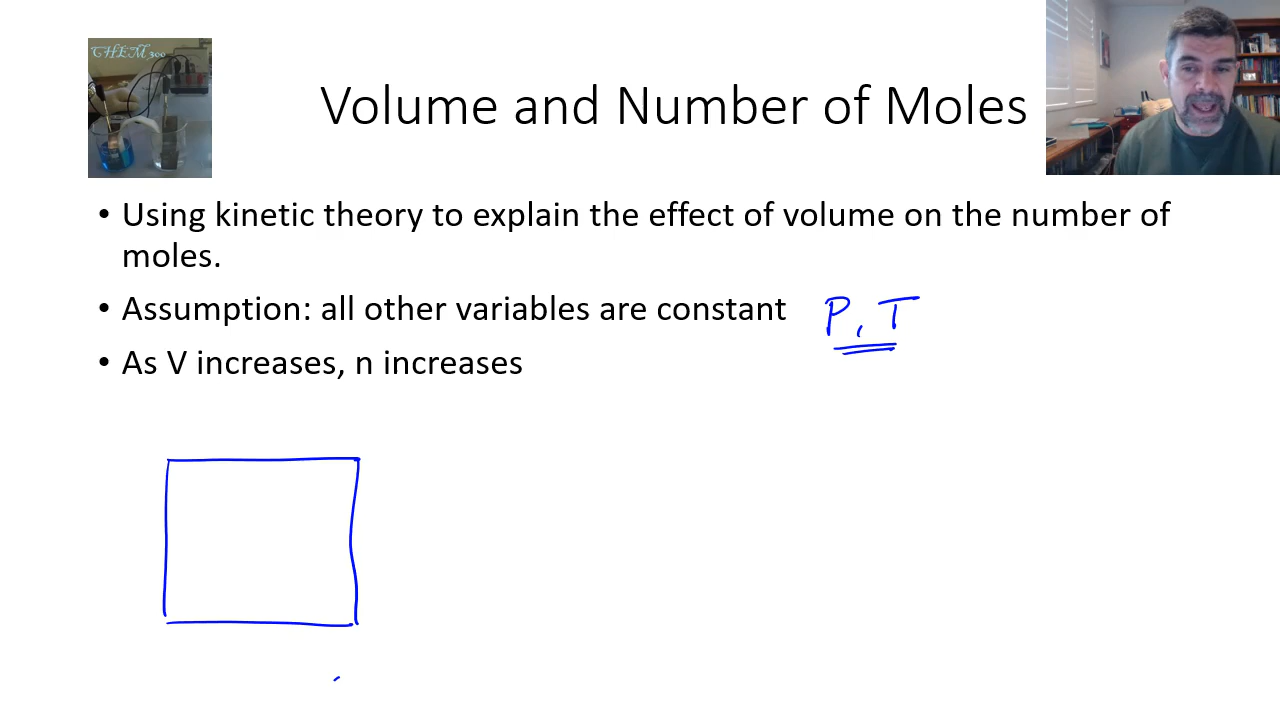 CHEM 300
Volume and Number of Moles
• Using kinetic theory to explain the effect of volume on the number of
moles.
• Assumption: all other variables are constant P, T
• As V increases, n increases